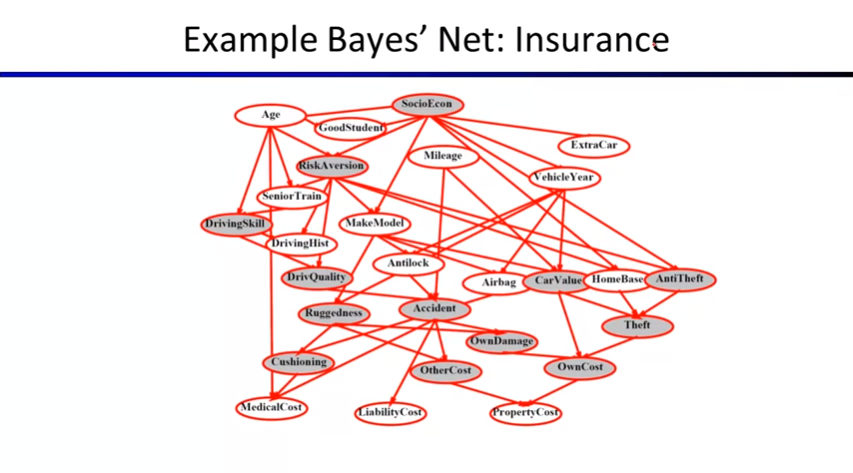 Example Bayes' Net: Insurance
SocioEcon
Age
GoodStudent
ExtraCar
Mileage
RiskAversion
VehicleYear
SeniorTrain
DrivingSkill
MakeModel
DrivingHist
Antilock
DrivQuality
Airbag
CarValue
HomeBase
AntiTheft
Ruggedness
Accident
Theft
OwnDamage
Cushioning
OtherCost
OwnCost
MedicalCost
LiabilityCost
PropertyCost